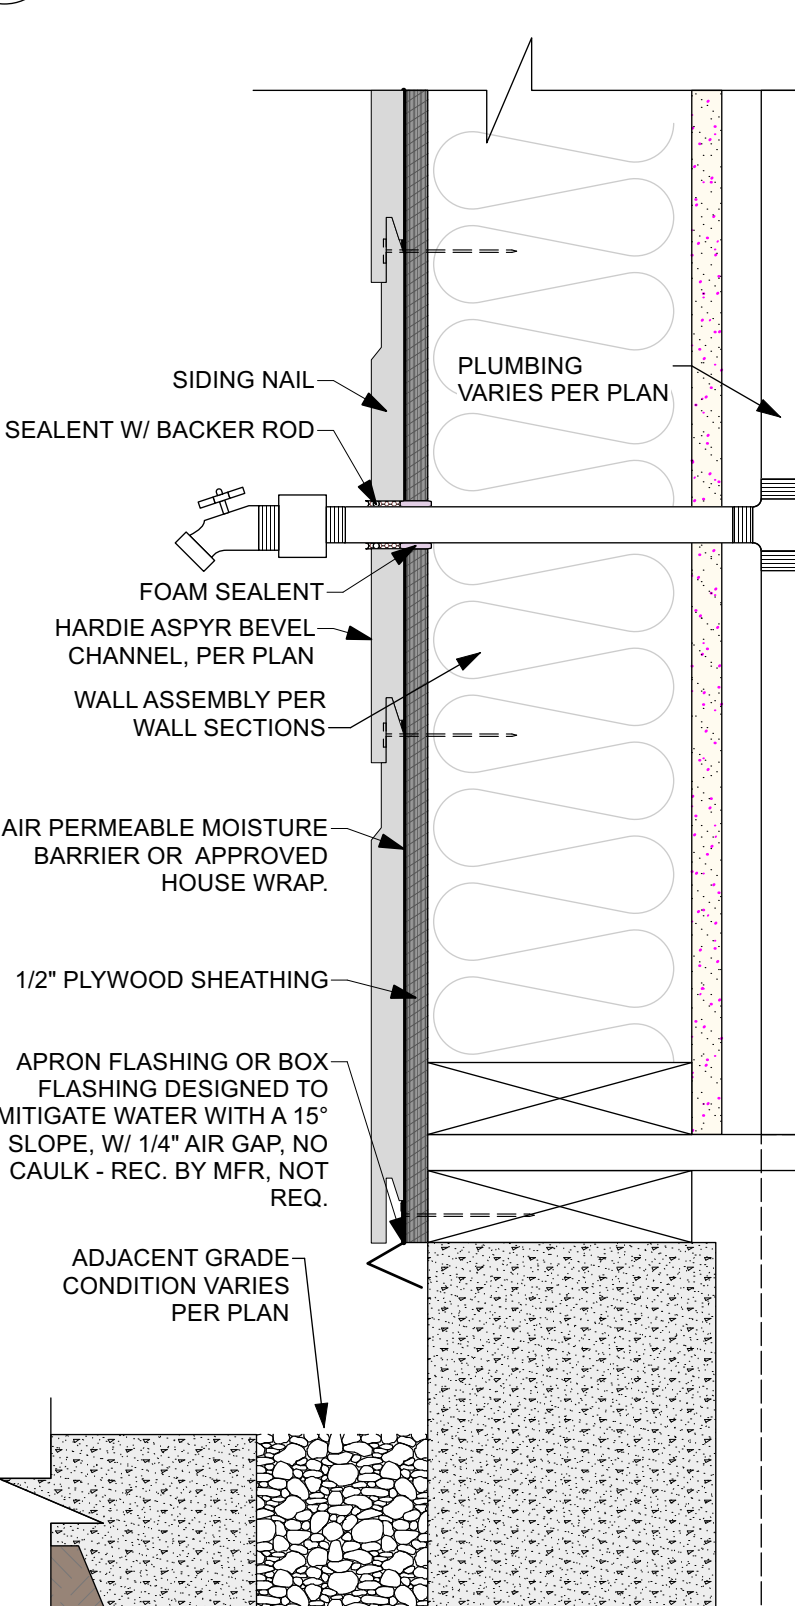 SIDING NAIL
PLUMBING
VARIES PER PLAN
SEALENT W/ BACKER ROD
FOAM SEALENT
HARDIE ASPYR BEVEL
CHANNEL, PER PLAN
WALL ASSEMBLY PER
WALL SECTIONS
AIR PERMEABLE MOISTURE
BARRIER OR APPROVED
HOUSE WRAP.
1/2" PLYWOOD SHEATHING
APRON FLASHING OR BOX
FLASHING DESIGNED TO
MITIGATE WATER WITH A 15°
SLOPE, W/ 1/4" AIR GAP, NO
CAULK - REC. BY MFR, NOT
REQ.
ADJACENT GRADE
CONDITION VARIES
PER PLAN